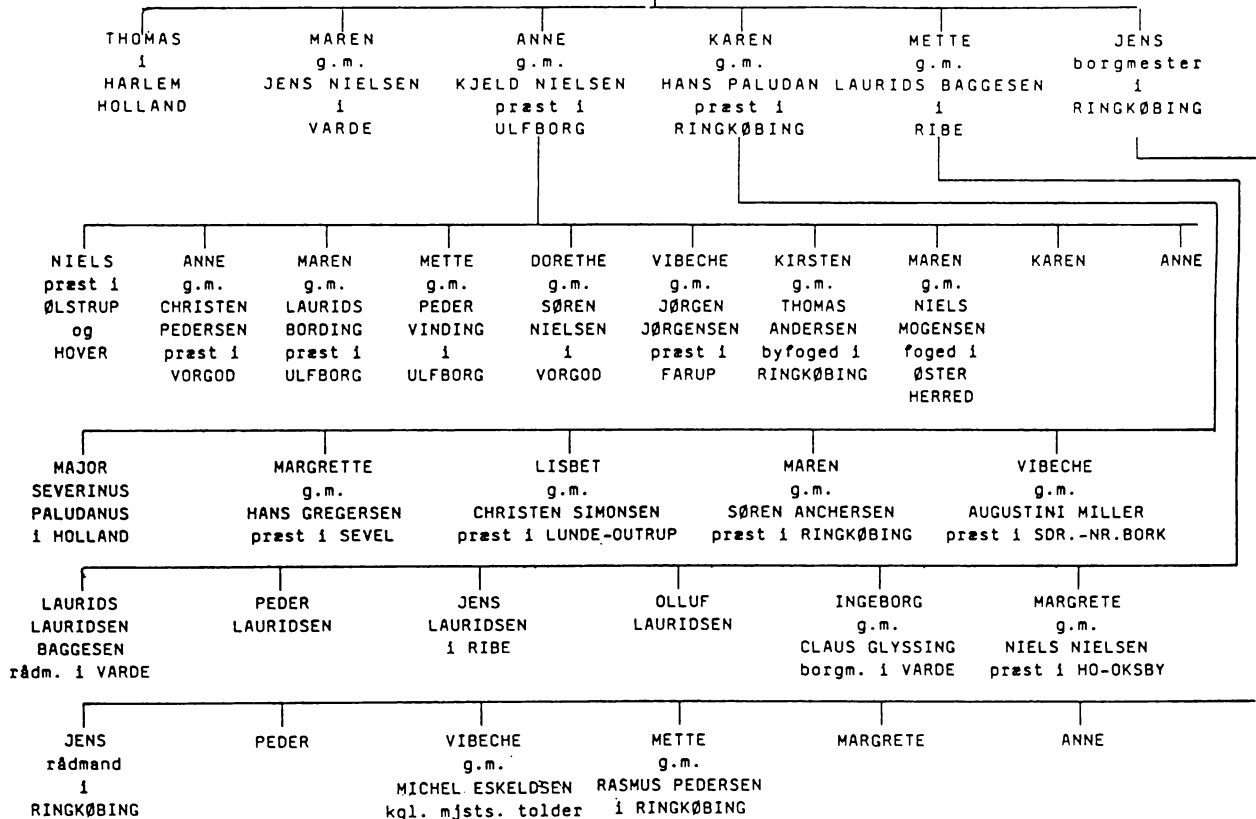 THOMAS
i
HARLEM
HOLLAND
MAREN
g.m.
JENS NIELSEN
i
VARDE
ANNE
g.m.
KJELD NIELSEN
præst i
ULFBORG
KAREN
g.m.
HANS PALUDAN
præst i
RINGKØBING
METTE
g.m.
LAURIDS BAGGESEN
i
RIBE
JENS
borgmester
i
RINGKØBING
NIELS
præst i
ØLSTRUP
og
HOVER
ANNE
g.m.
CHRISTEN
PEDERSEN
præst i
VORGOD
MAREN
g.m.
LAURIDS
BORDING
præst i
ULFBORG
METTE
g.m.
PEDER
VINDING
i
ULFBORG
DORETHE
g.m.
SØREN
NIELSEN
i
VORGOD
VIBECHE
g.m.
JØRGEN
JØRGENSEN
præst i
FARUP
KIRSTEN
g.m.
THOMAS
ANDERSEN
byfoged i
RINGKØBING
MAREN
g.m.
NIELS
MOGENSEN
foged i
ØSTER
HERRED
KAREN
ANNE
MAJOR
SEVERINUS
PALUDANUS
i HOLLAND
MARGRETTE
g.m.
HANS GREGERSEN
præst i SEVEL
LISBET
g.m.
CHRISTEN SIMONSEN
præst i LUNDE-OUTRUP
MAREN
g.m.
SØREN ANCHERSEN
præst i RINGKØBING
VIBECHE
g.m.
AUGUSTINI MILLER
præst i SDR.-NR.BORK
LAURIDS
LAURIDSEN
BAGGESEN
rådm. i VARDE
PEDER
LAURIDSEN
JENS
LAURIDSEN
i RIBE
OLLUF
LAURIDSEN
INGEBORG
g.m.
CLAUS GLYSSING
borgm. i VARDE
MARGRETE
g.m.
NIELS NIELSEN
præst i HO-OKSBY
JENS
rådmand
i
RINGKØBING
PEDER
VIBECHE
g.m.
MICHEL ESKELDSEN
kgl. mjsts. tolder
METTE
g.m.
RASMUS PEDERSEN
i RINGKØBING
MARGRETE
ANNE